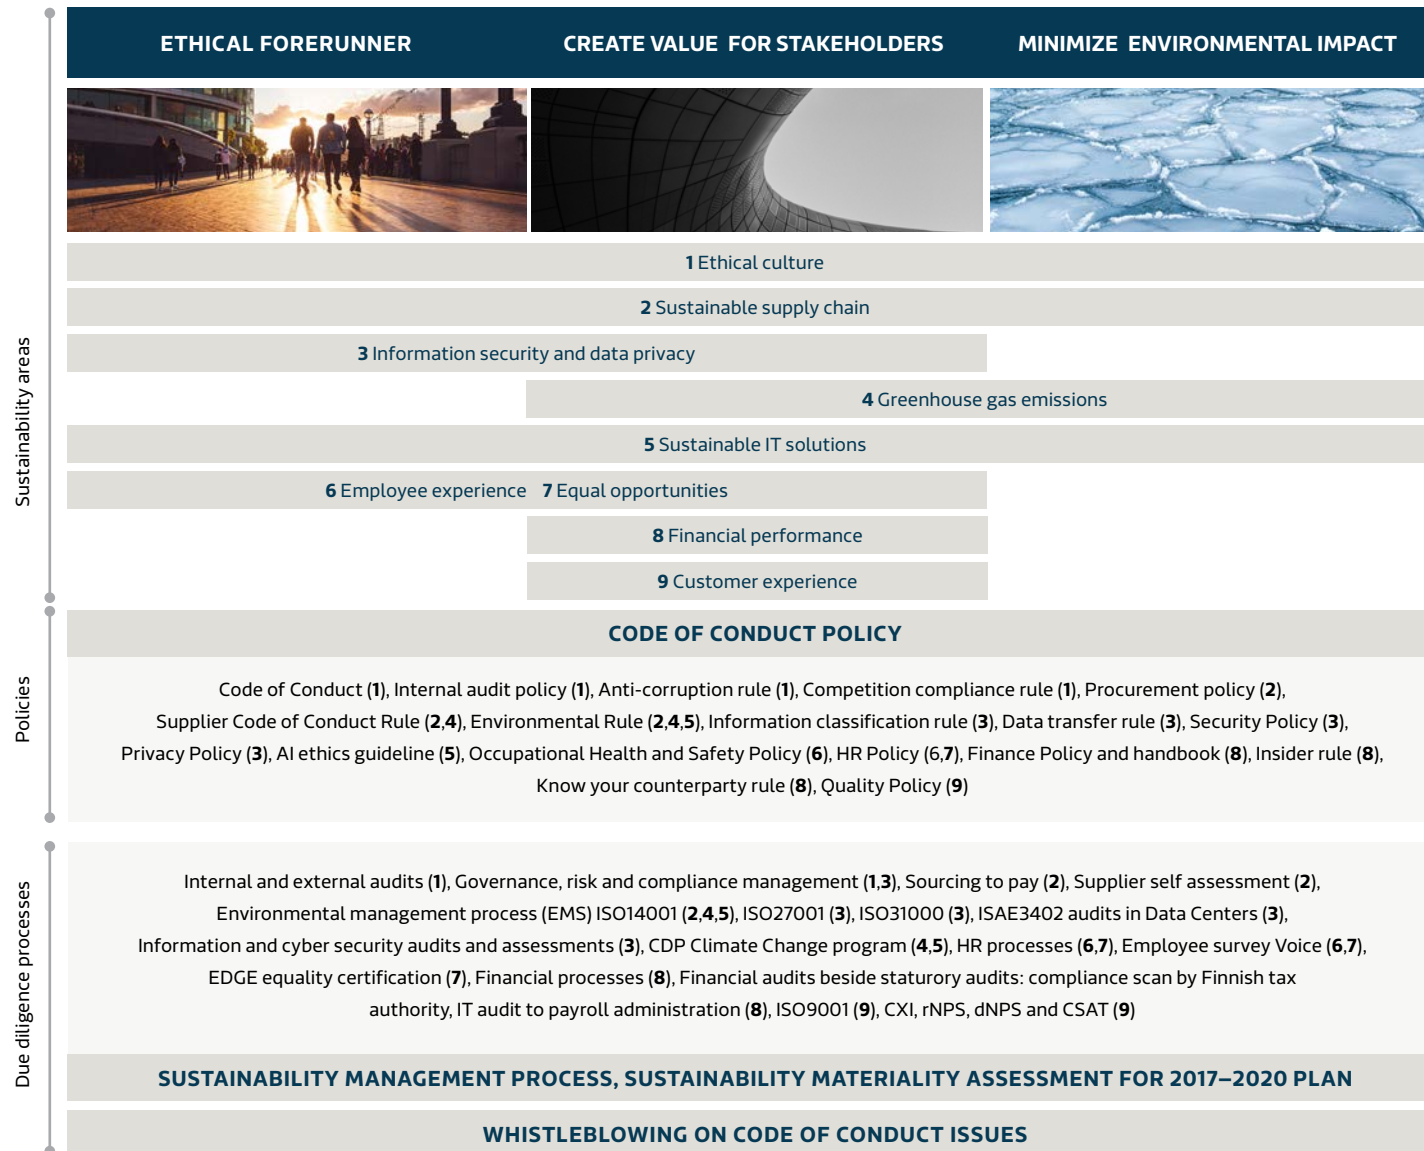 ETHICAL FORERUNNER
CREATE VALUE FOR STAKEHOLDERS
MINIMIZE ENVIRONMENTAL IMPACT
Sustainability areas
1 Ethical culture
2 Sustainable supply chain
3 Information security and data privacy
4 Greenhouse gas emissions
5 Sustainable IT solutions
6 Employee experience 7 Equal opportunities
8 Financial performance
9 Customer experience
Policies
CODE OF CONDUCT POLICY
Code of Conduct (1), Internal audit policy (1), Anti-corruption rule (1), Competition compliance rule (1), Procurement policy (2),
Supplier Code of Conduct Rule (2,4), Environmental Rule (2,4,5), Information classification rule (3), Data transfer rule (3), Security Policy (3),
Privacy Policy (3), AI ethics guideline (5), Occupational Health and Safety Policy (6), HR Policy (6,7), Finance Policy and handbook (8), Insider rule (8),
Know your counterparty rule (8), Quality Policy (9)
Due diligence processes
Internal and external audits (1), Governance, risk and compliance management (1,3), Sourcing to pay (2), Supplier self assessment (2),
Environmental management process (EMS) ISO14001 (2,4,5), ISO27001 (3), ISO31000 (3), ISAE3402 audits in Data Centers (3),
Information and cyber security audits and assessments (3), CDP Climate Change program (4,5), HR processes (6,7), Employee survey Voice (6,7),
EDGE equality certification (7), Financial processes (8), Financial audits beside staturory audits: compliance scan by Finnish tax
authority, IT audit to payroll administration (8), ISO9001 (9), CXI, rNPS, dNPS and CSAT (9)
SUSTAINABILITY MANAGEMENT PROCESS, SUSTAINABILITY MATERIALITY ASSESSMENT FOR 2017–2020 PLAN
WHISTLEBLOWING ON CODE OF CONDUCT ISSUES